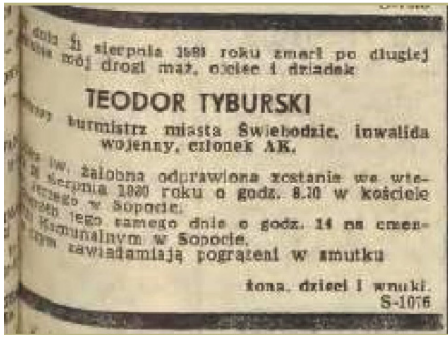 dnia 21 sierpnia 1980 roku zmarł po długiej
mój drogi mąż, ojciec i dziadek
TEODOR TYBURSKI
burmistrz miasta Świebodzic, inwalida
wojenny, członek AK.
św. żałobna odprawiona zostanie we wto-
sierpnia 1980 roku o godz. 8.30 w kościele
Jerzego w Sopocie.
tego samego dnia o godz. 14 na cmen-
Komunalnym w Sopocie,
czym zawiadamiają pogrążeni w smutku
żona, dzieci i wnuki.
S-1076